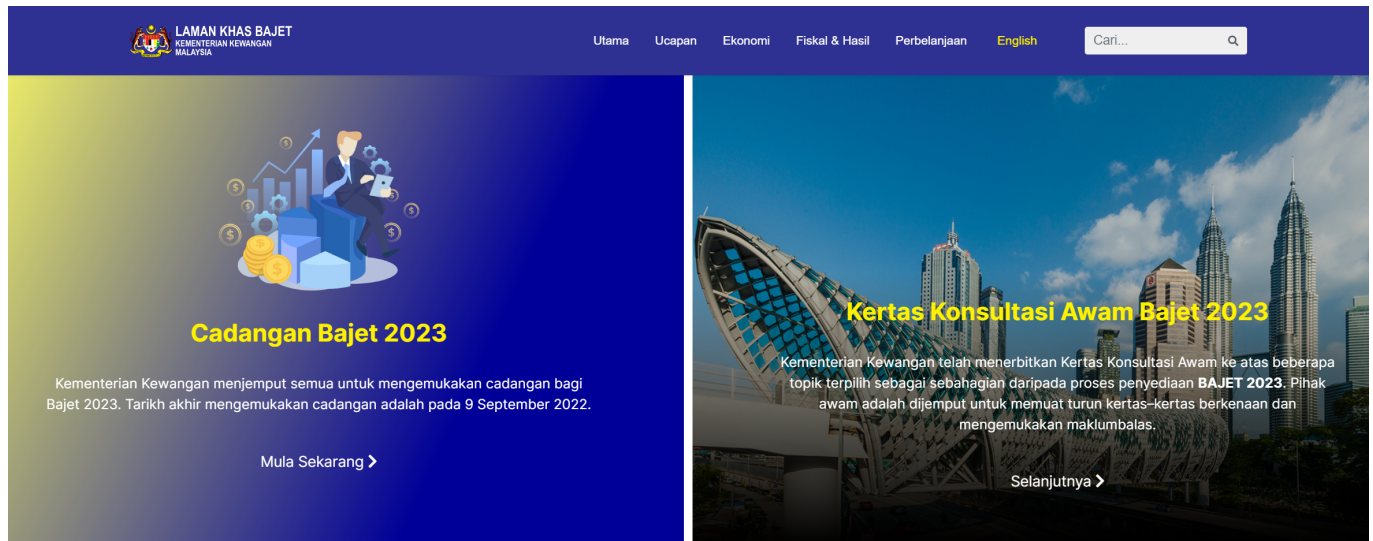 LAMAN KHAS BAJET
KEMENTERIAN KEWANGAN
MALAYSIA
Utama
Ucapan
Ekonomi
Fiskal & Hasil
Perbelanjaan
English
Cari...
Cadangan Bajet 2023
Kementerian Kewangan menjemput semua untuk mengemukakan cadangan bagi
Bajet 2023. Tarikh akhir mengemukakan cadangan adalah pada 9 September 2022.
Mula Sekarang
Kertas Konsultasi Awam Bajet 2023
Kementerian Kewangan telah menerbitkan Kertas Konsultasi Awam ke atas beberapa
topik terpilih sebagai sebahagian daripada proses penyediaan BAJET 2023. Pihak
awam adalah dijemput untuk memuat turun kertas–kertas berkenaan dan
mengemukakan maklumbalas.
Selanjutnya